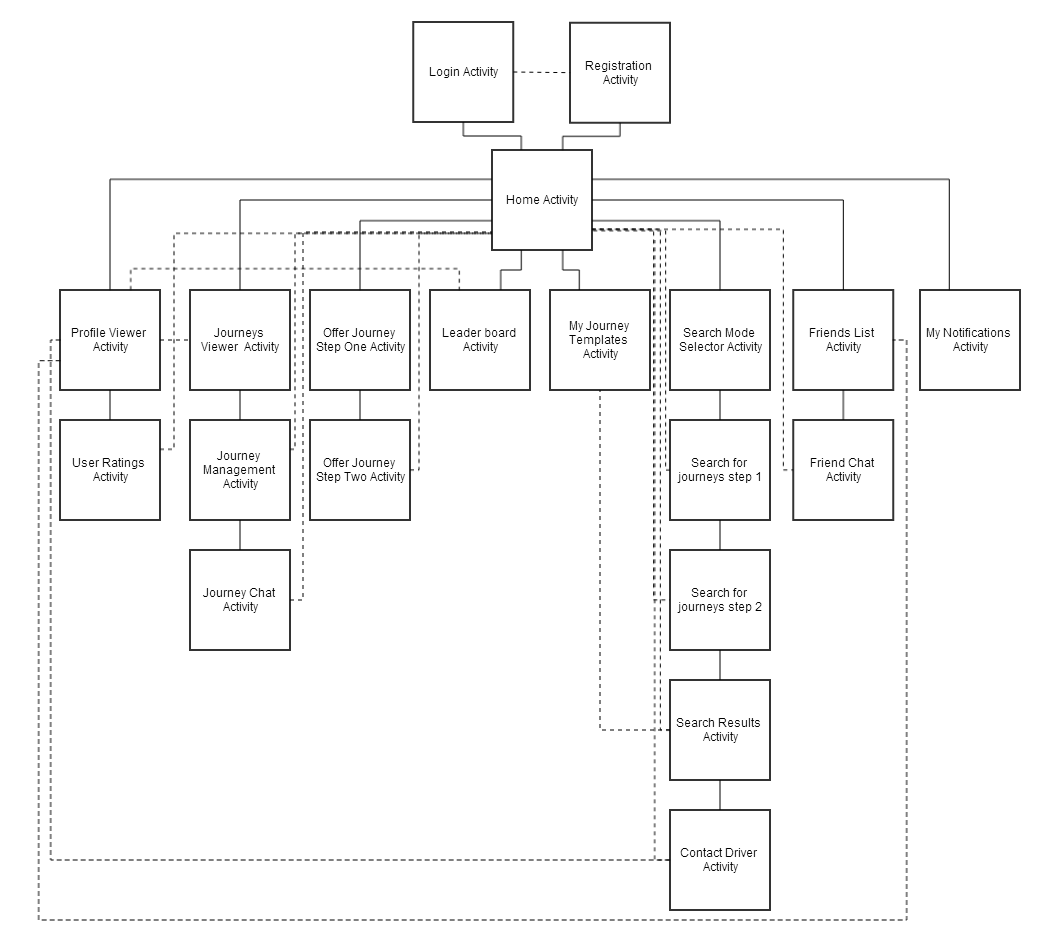 Login Activity
Registration
Activity
Home Activity
Profile Viewer
Activity
Journeys
Viewer Activity
Offer Journey
Step One Activity
Leader board
Activity
My Journey
Templates
Activity
Search Mode
Selector Activity
Friends List
Activity
My Notifications
Activity
User Ratings
Activity
Journey
Management
Activity
Offer Journey
Step Two Activity
Search for
journeys step 1
Friend Chat
Activity
Journey Chat
Activity
Search for
journeys step 2
Search Results
Activity
Contact Driver
Activity